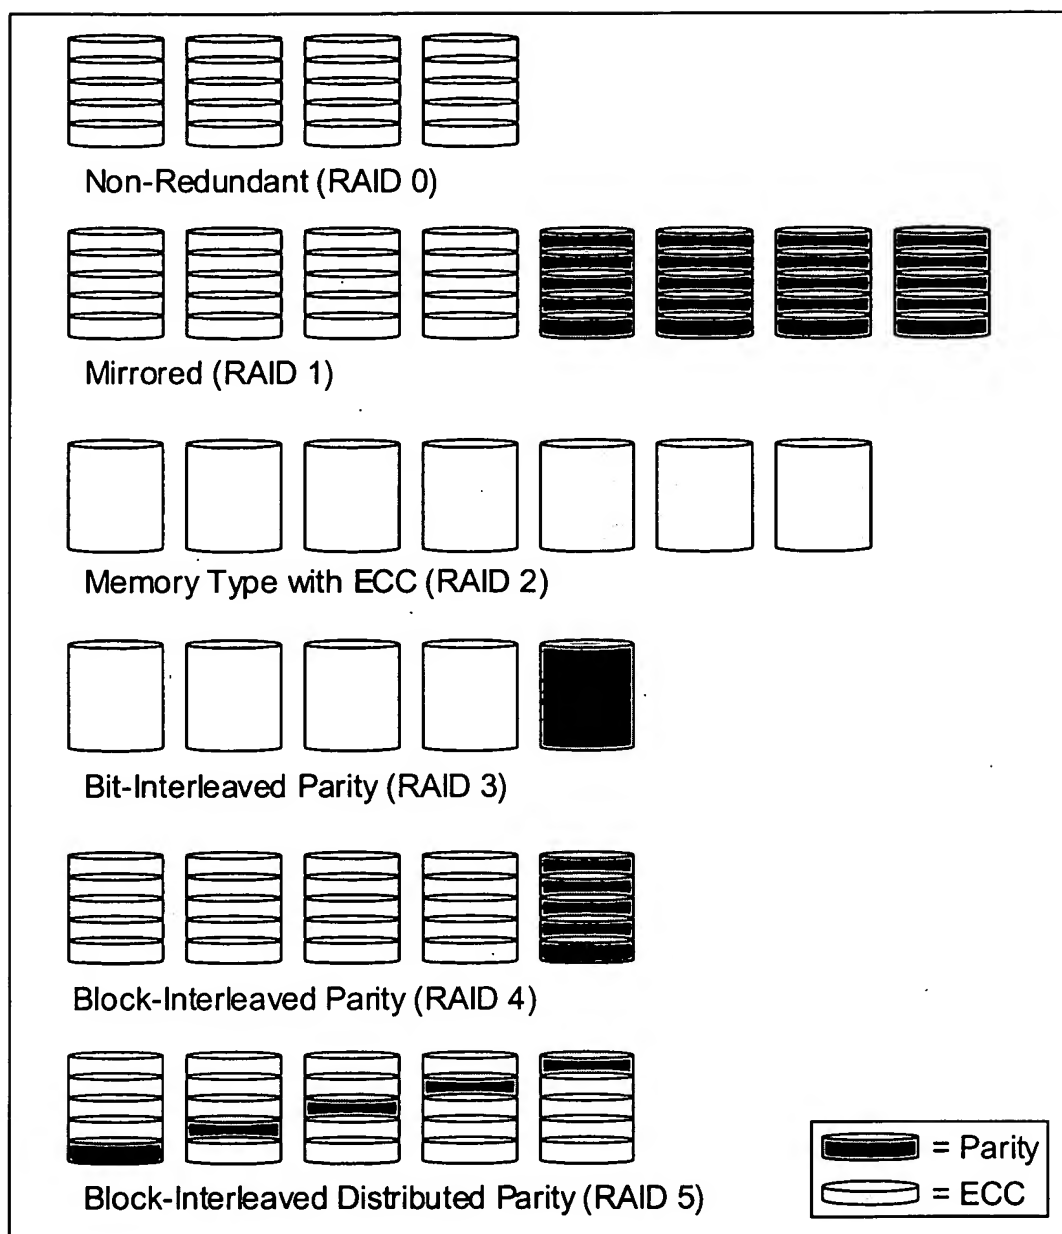 Non-Redundant (RAID 0)
Mirrored (RAID 1)
Memory Type with ECC (RAID 2)
Bit-Interleaved Parity (RAID 3)
Block-Interleaved Parity (RAID 4)
Block-Interleaved Distributed Parity (RAID 5)
= Parity
= ECC